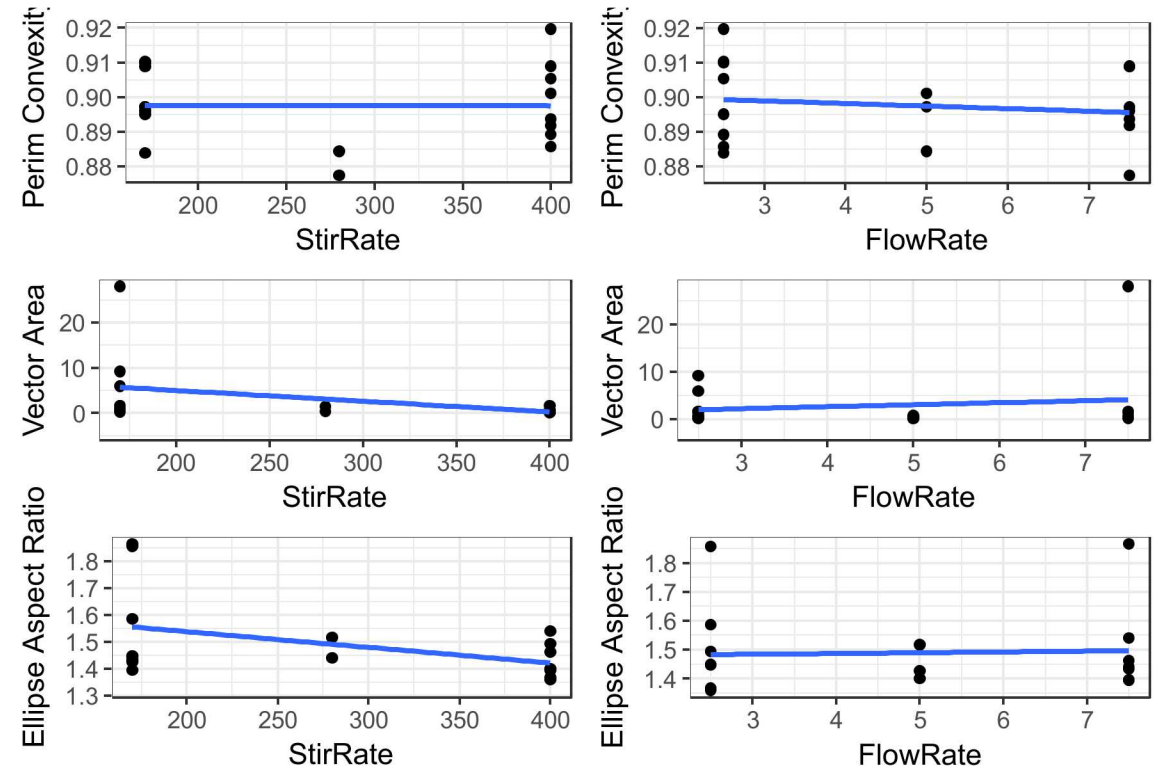 Perim Convexity
0.92
0.91
0.90
0.89
0.88
200 250 300 350 400
StirRate
Perim Convexity
0.92
0.91
0.90
0.89
0.88
3 4 5 6 7
FlowRate
Vector Area
20
10
0
200 250 300 350 400
StirRate
Vector Area
20
10
0
3 4 5 6 7
FlowRate
Ellipse Aspect Ratio
1.8
1.7
1.6
1.5
1.4
1.3
200 250 300 350 400
StirRate
Ellipse Aspect Ratio
1.8
1.7
1.6
1.5
1.4
3 4 5 6 7
FlowRate